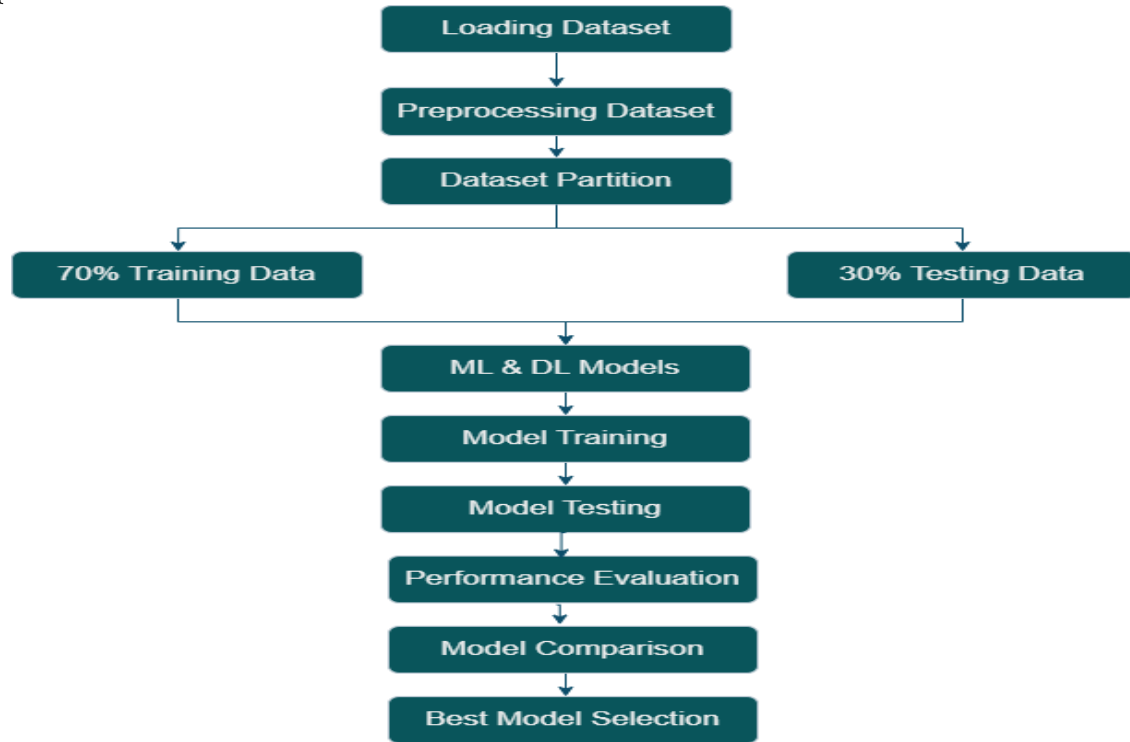 Loading Dataset
Preprocessing Dataset
Dataset Partition
70% Training Data
30% Testing Data
ML & DL Models
Model Training
Model Testing
Performance Evaluation
Model Comparison
Best Model Selection